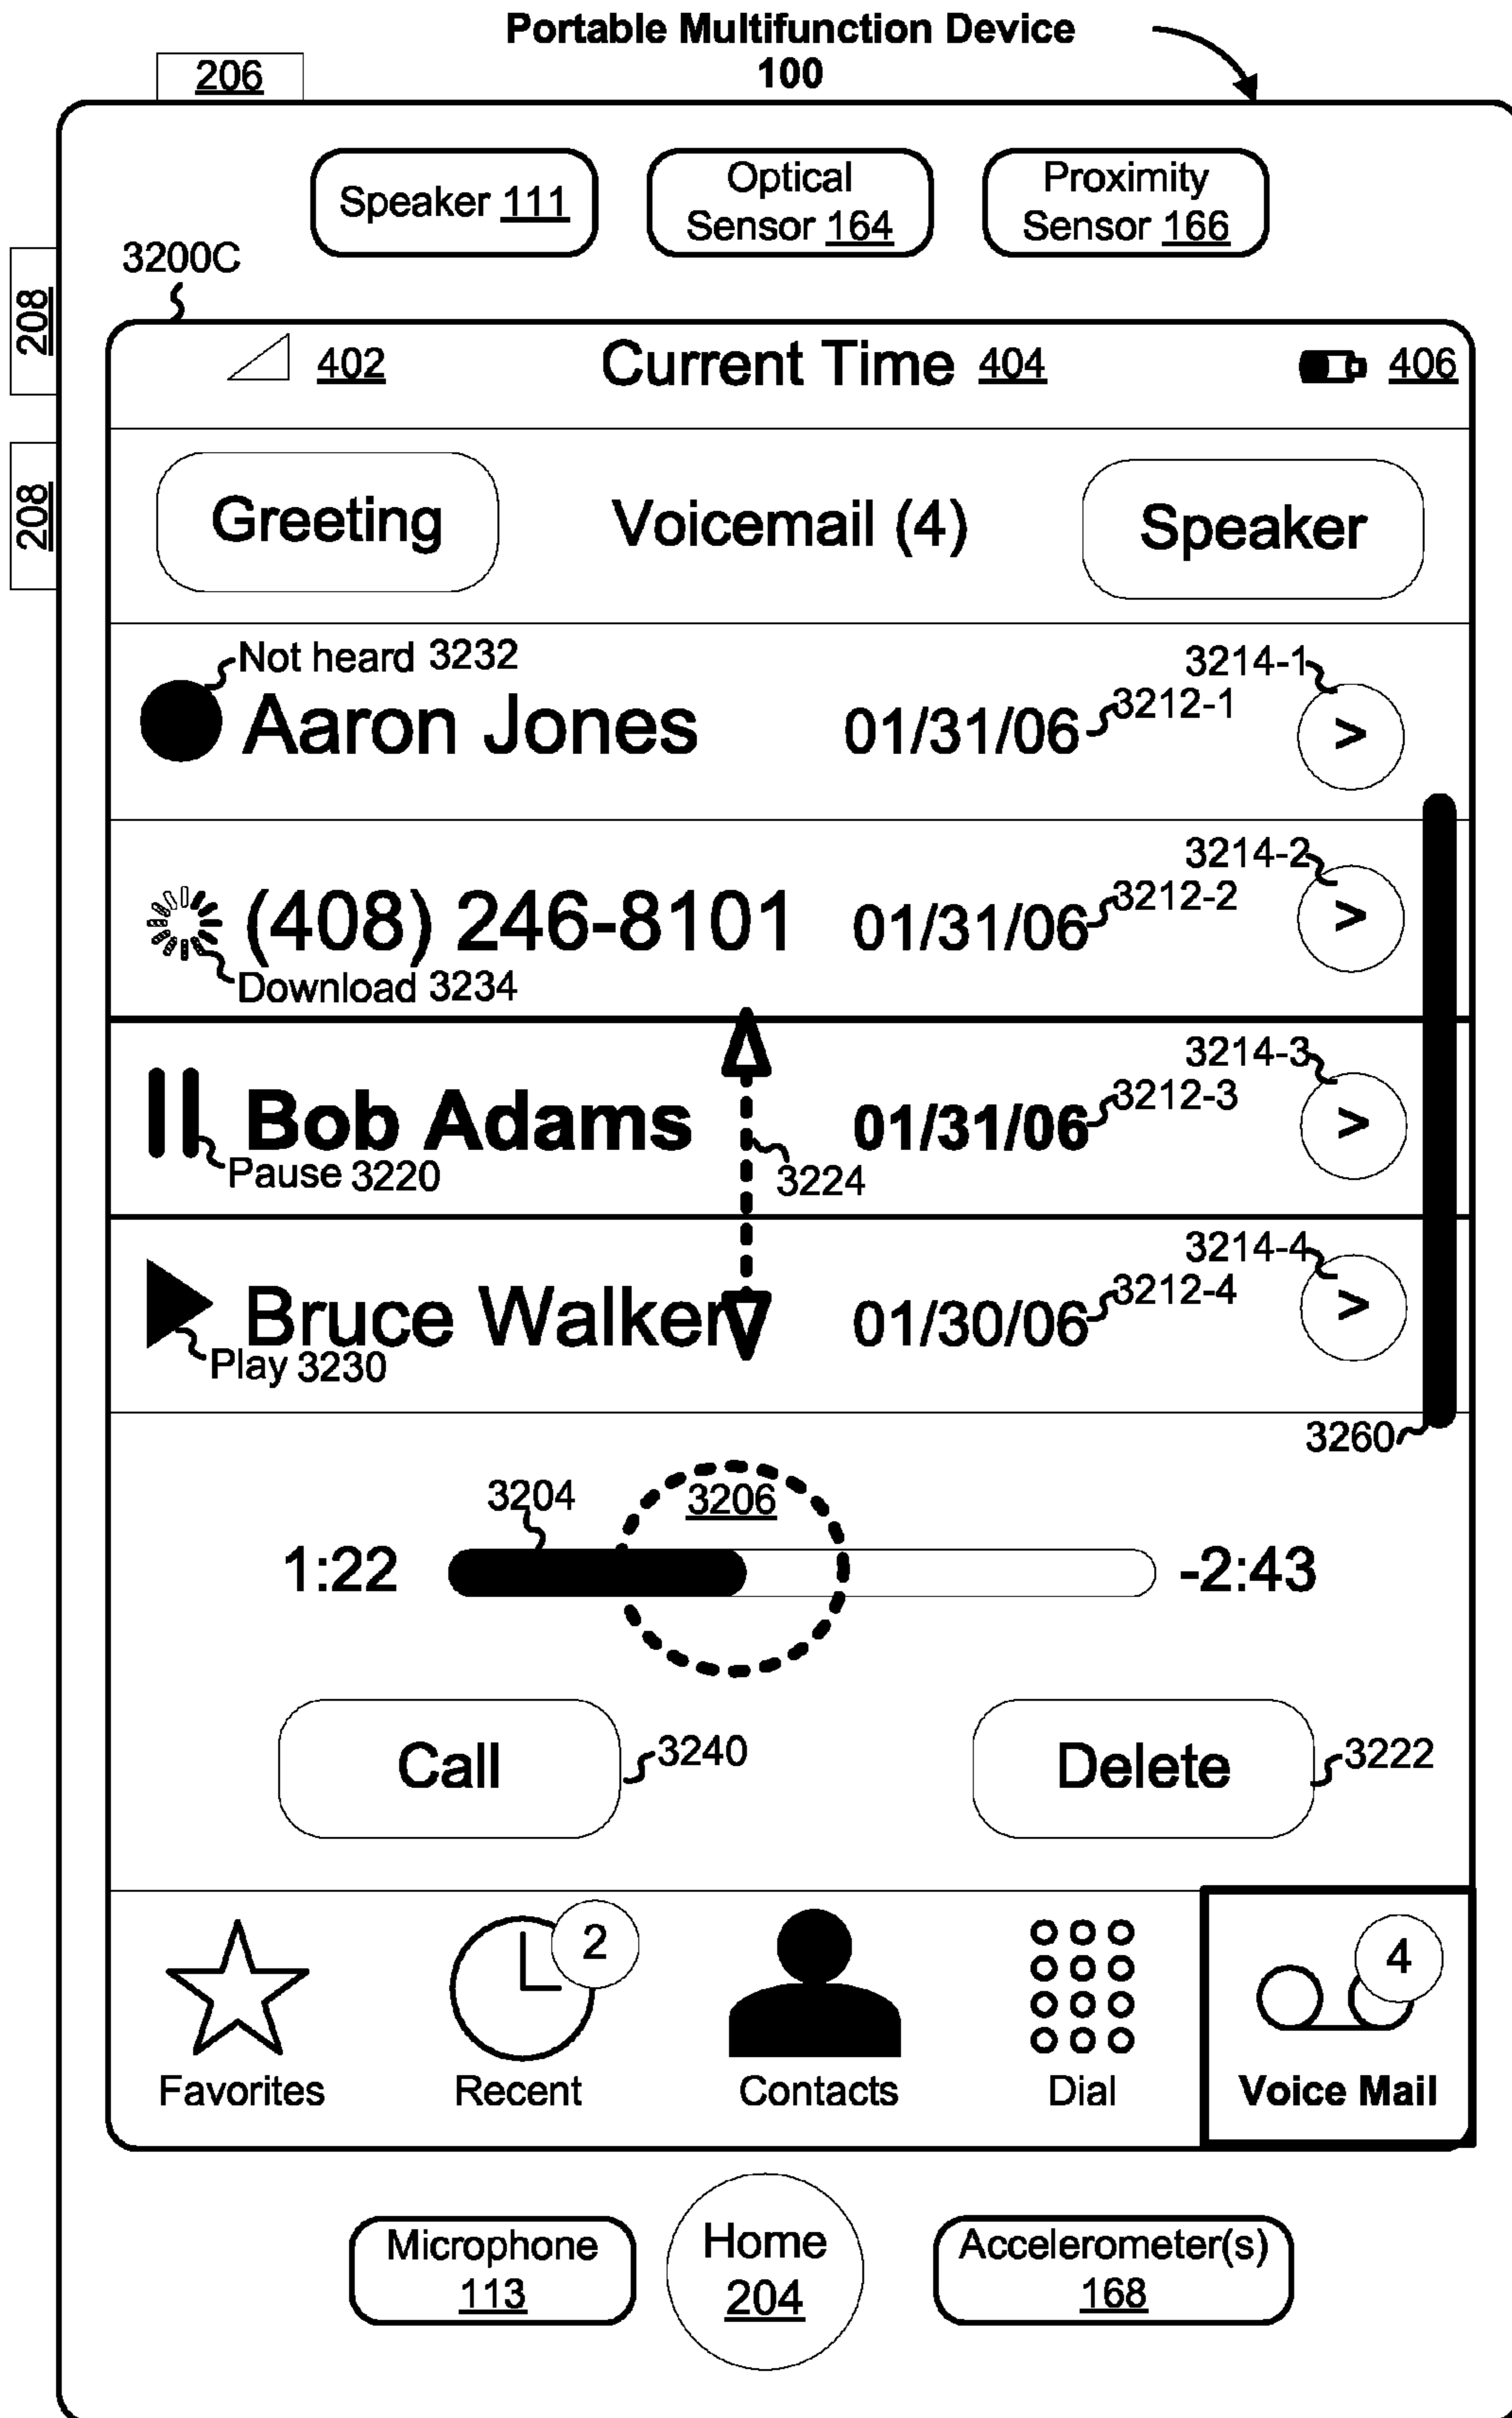 Portable Multifunction Device
100
206
Speaker 111
Optical
Sensor 164
Proximity
Sensor 166
3200C
208
208
402
Current Time 404
406
Greeting
Voicemail (4)
Speaker
Not heard 3232
3214-1
Aaron Jones
01/31/06
3212-1
>
3214-2
(408) 246-8101
01/31/06
3212-2
>
Download 3234
3214-3
Bob Adams
01/31/06
3212-3
>
Pause 3220
3224
3214-4
Bruce Walker
01/30/06
3212-4
>
Play 3230
3260
3204
3206
1:22
-2:43
Call
3240
Delete
3222
2
4
Favorites
Recent
Contacts
Dial
Voice Mail
Microphone
113
Home
204
Accelerometer(s)
168